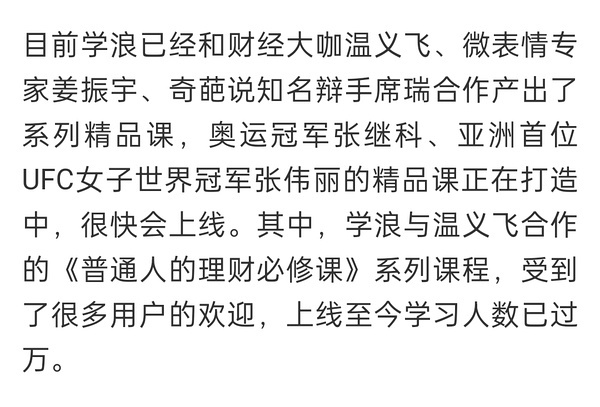 目前学浪已经和财经大咖温义飞、微表情专
家姜振宇、奇葩说知名辩手席瑞合作产出了
系列精品课，奥运冠军张继科、亚洲首位
UFC女子世界冠军张伟丽的精品课正在打造
中，很快会上线。其中，学浪与温义飞合作
的《普通人的理财必修课》系列课程，受到
了很多用户的欢迎，上线至今学习人数已过
万。